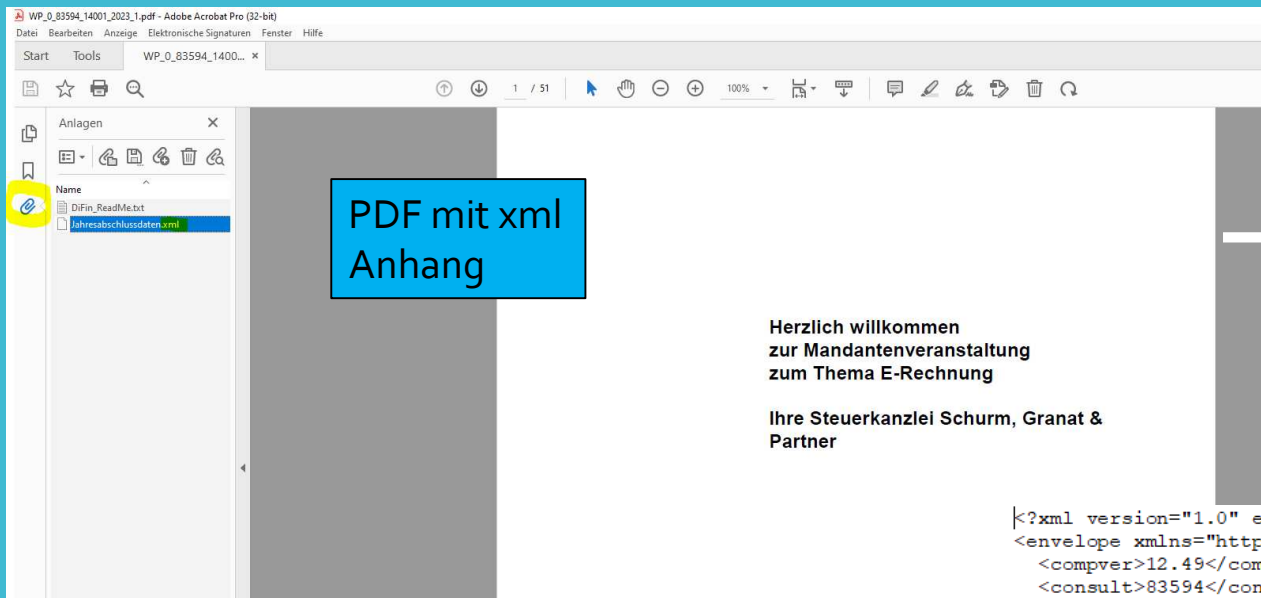 WP_0_83594_14001_2023_1.pdf - Adobe Acrobat Pro (32-bit)
Datei Bearbeiten Anzeige Elektronische Signaturen Fenster Hilfe
Start Tools WP_0_83594_1400... ×
1 / 51 100%
Anlagen ×
Name
DiFin_ReadMe.txt
Jahresabschlussdaten.xml
PDF mit xml
Anhang
Herzlich willkommen
zur Mandantenveranstaltung
zum Thema E-Rechnung
Ihre Steuerkanzlei Schurm, Granat &
Partner
<?xml version="1.0" e
<envelope xmlns="http
<compver>12.49</com
<consult>83594</con